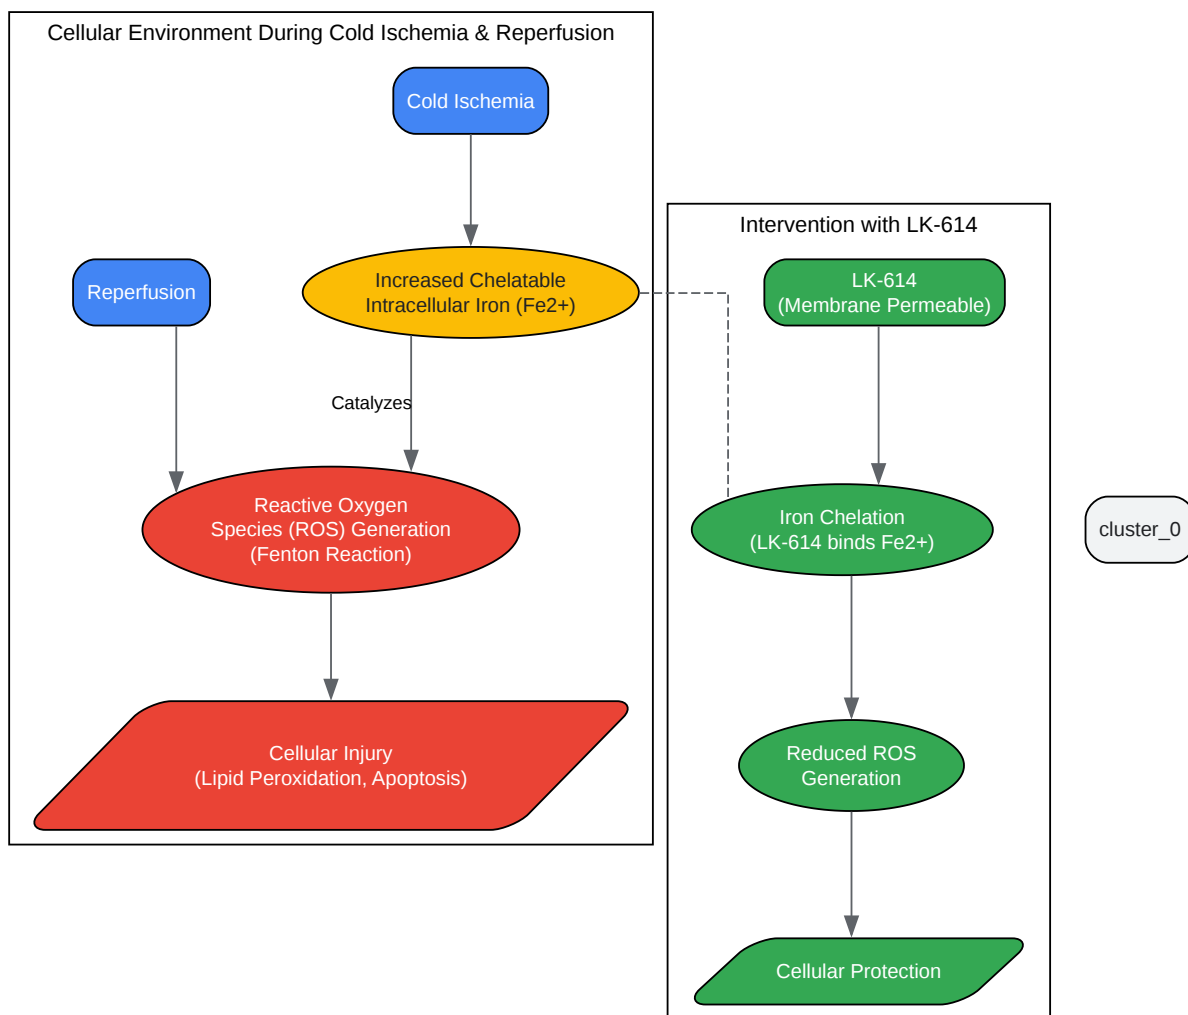 Cellular Environment During Cold Ischemia & Reperfusion
Cold Ischemia
Reperfusion
Increased Chelatable
Intracellular Iron (Fe2+)
Catalyzes
Reactive Oxygen
Species (ROS) Generation
(Fenton Reaction)
Cellular Injury
(Lipid Peroxidation, Apoptosis)
Intervention with LK-614
LK-614
(Membrane Permeable)
Iron Chelation
(LK-614 binds Fe2+)
Reduced ROS
Generation
Cellular Protection
cluster_0